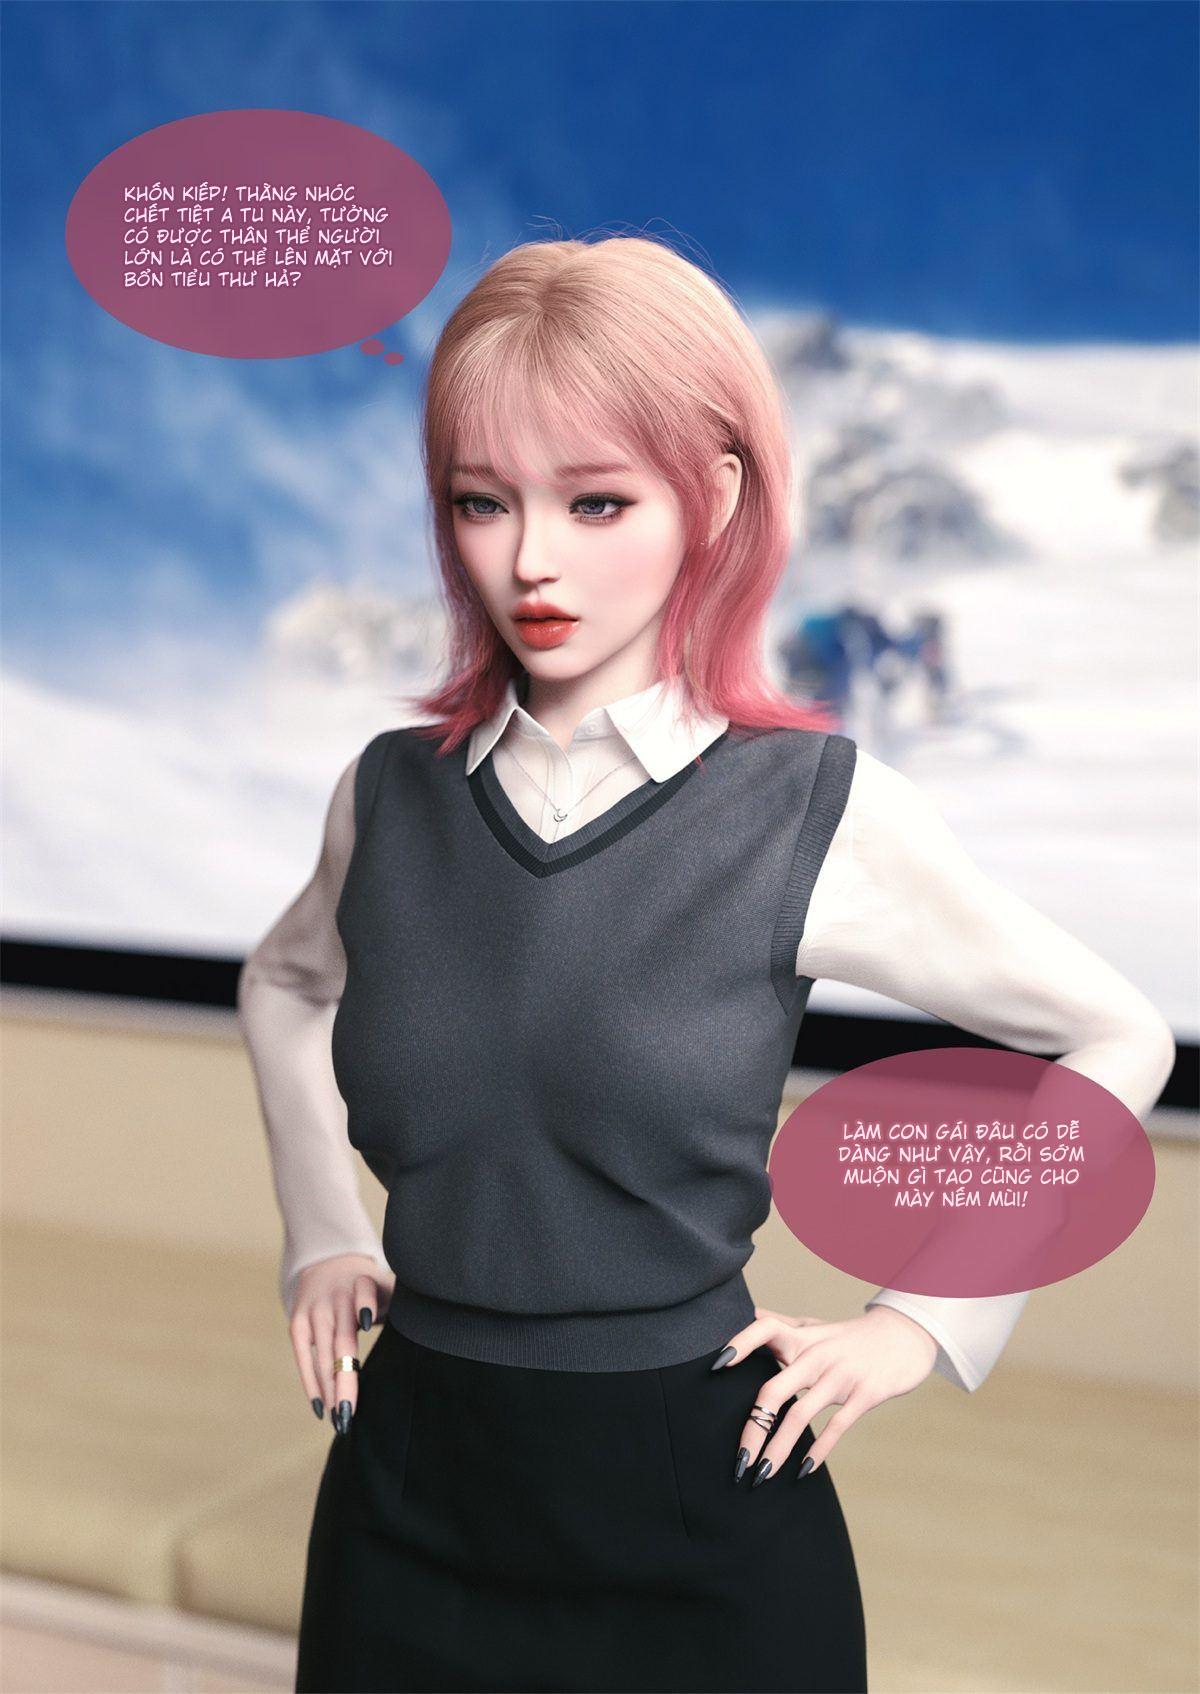 KHỐN KIẾP! THẰNG NHÓC
CHẾT TIỆT A TU NÀY, TƯỞNG
CÓ ĐƯỢC THÂN THỂ NGƯỜI
LỚN LÀ CÓ THỂ LÊN MẶT VỚI
BỔN TIỂU THƯ HẢ?
LÀM CON GÁI ĐÂU CÓ DỄ
DÀNG NHƯ VẬY, RỒI SỚM
MUỘN GÌ TAO CŨNG CHO
MÀY NẾM MÙI!